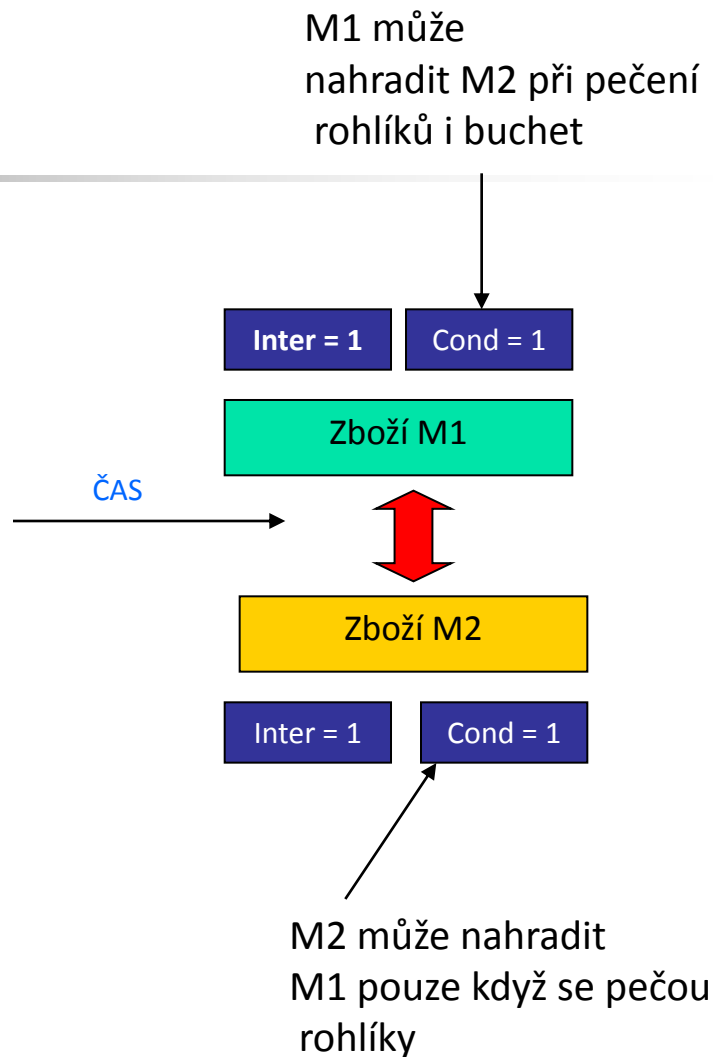 M1 může
nahradit M2 při pečení
rohlíků i buchet
Inter = 1
Cond = 1
Zboží M1
ČAS
Zboží M2
Inter = 1
Cond = 1
M2 může nahradit
M1 pouze když se pečou
rohlíky